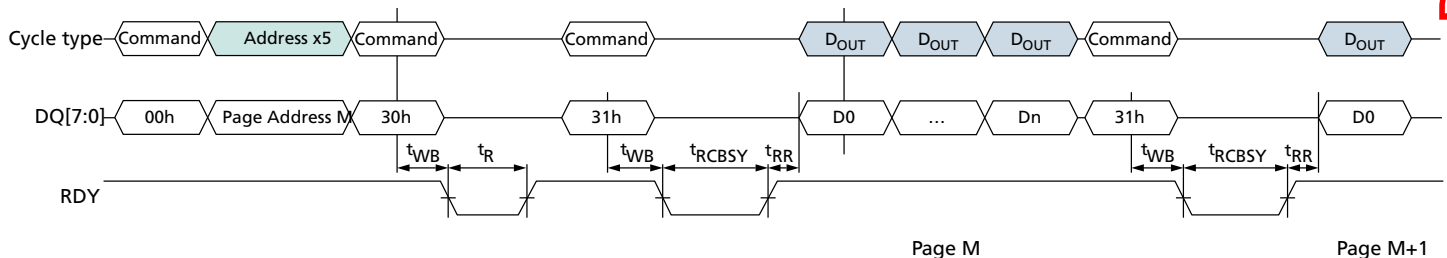 Cycle type Command Address x5 Command Command DOUT DOUT DOUT Command DOUT
DQ[7:0] 00h Page Address M 30h 31h D0 … Dn 31h D0
tWB tR tWB tRCBSY tRR tWB tRCBSY tRR
RDY
Page M Page M+1